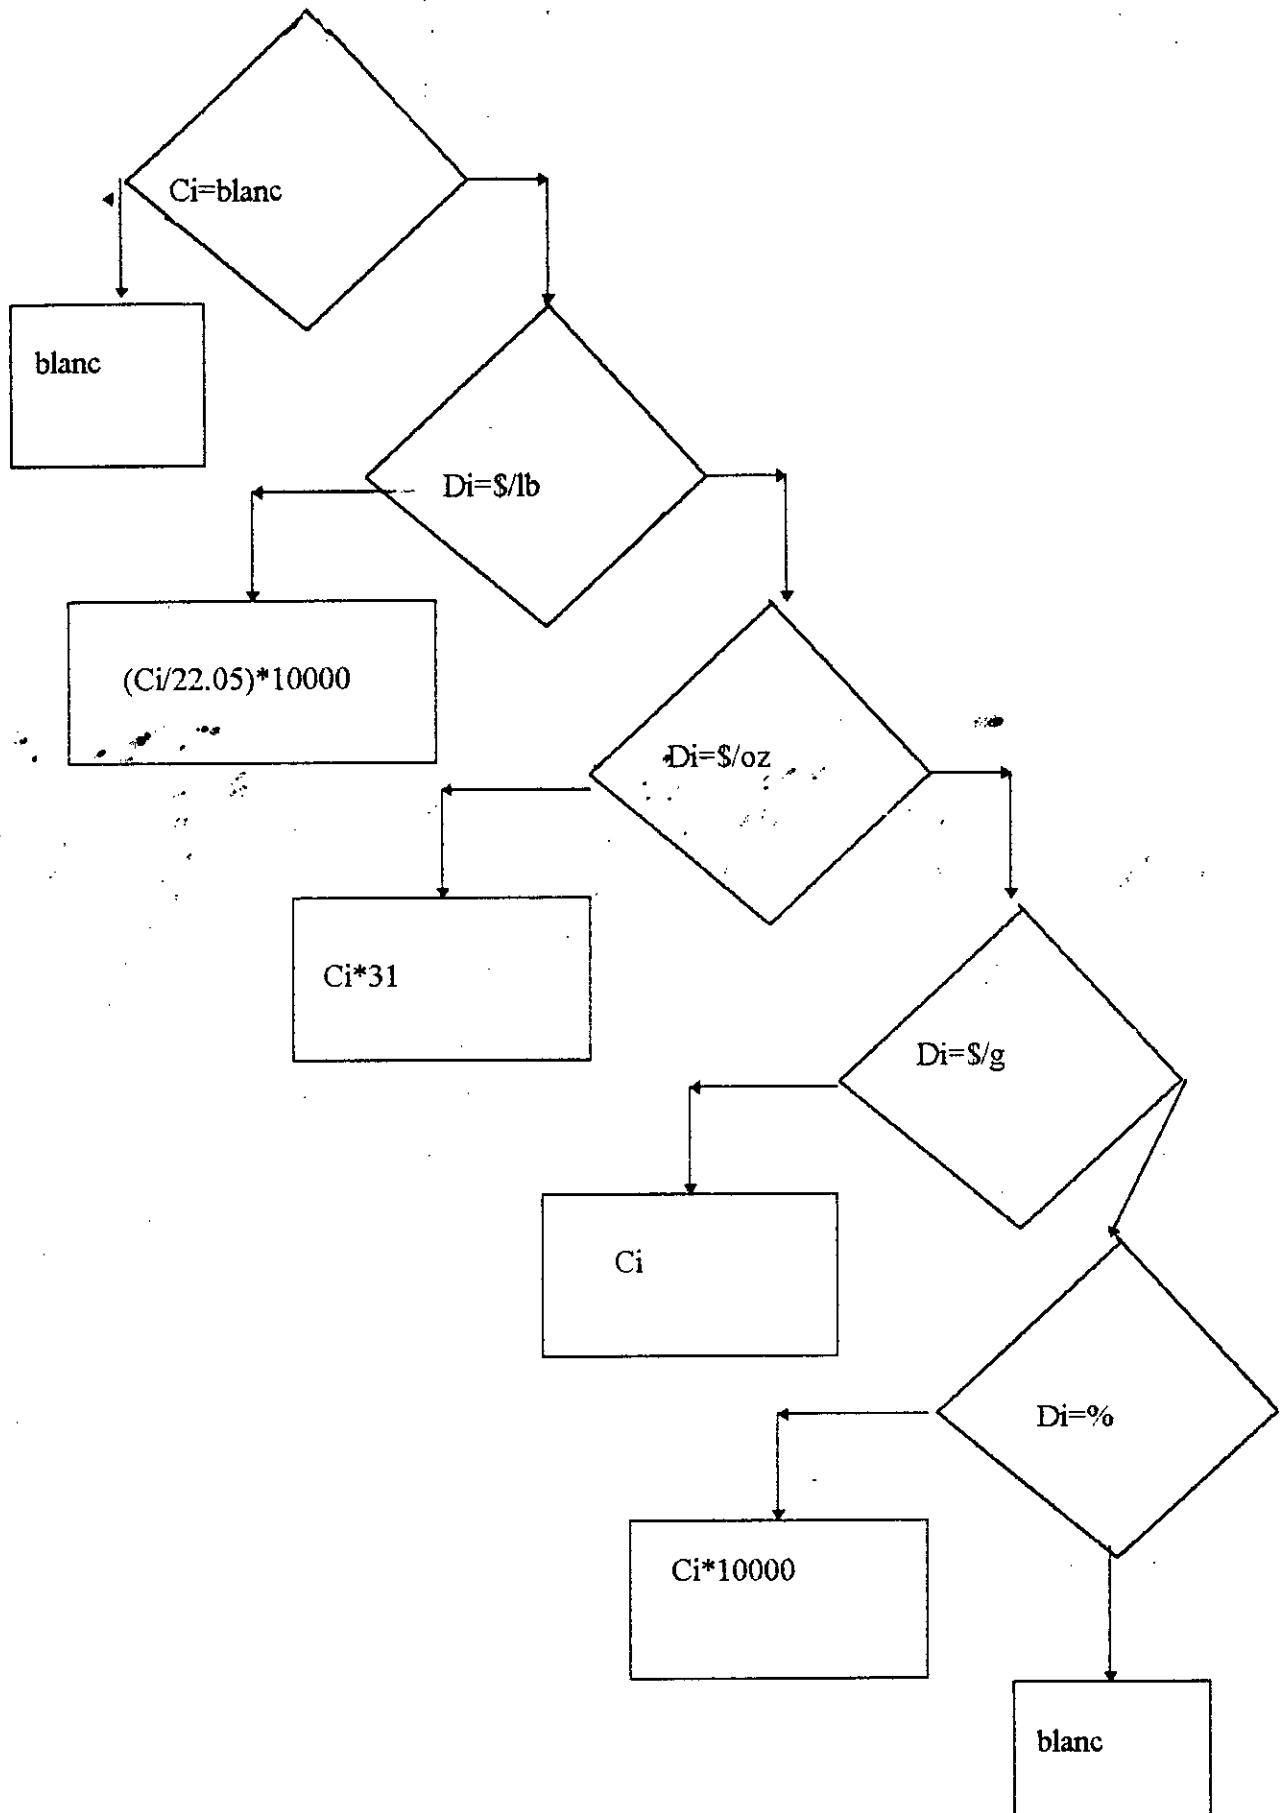 Ci=blanc
blanc
Di=$/lb
(Ci/22.05)*10000
Di=$/oz
Ci*31
Di=$/g
Ci
Di=%
Ci*10000
blanc